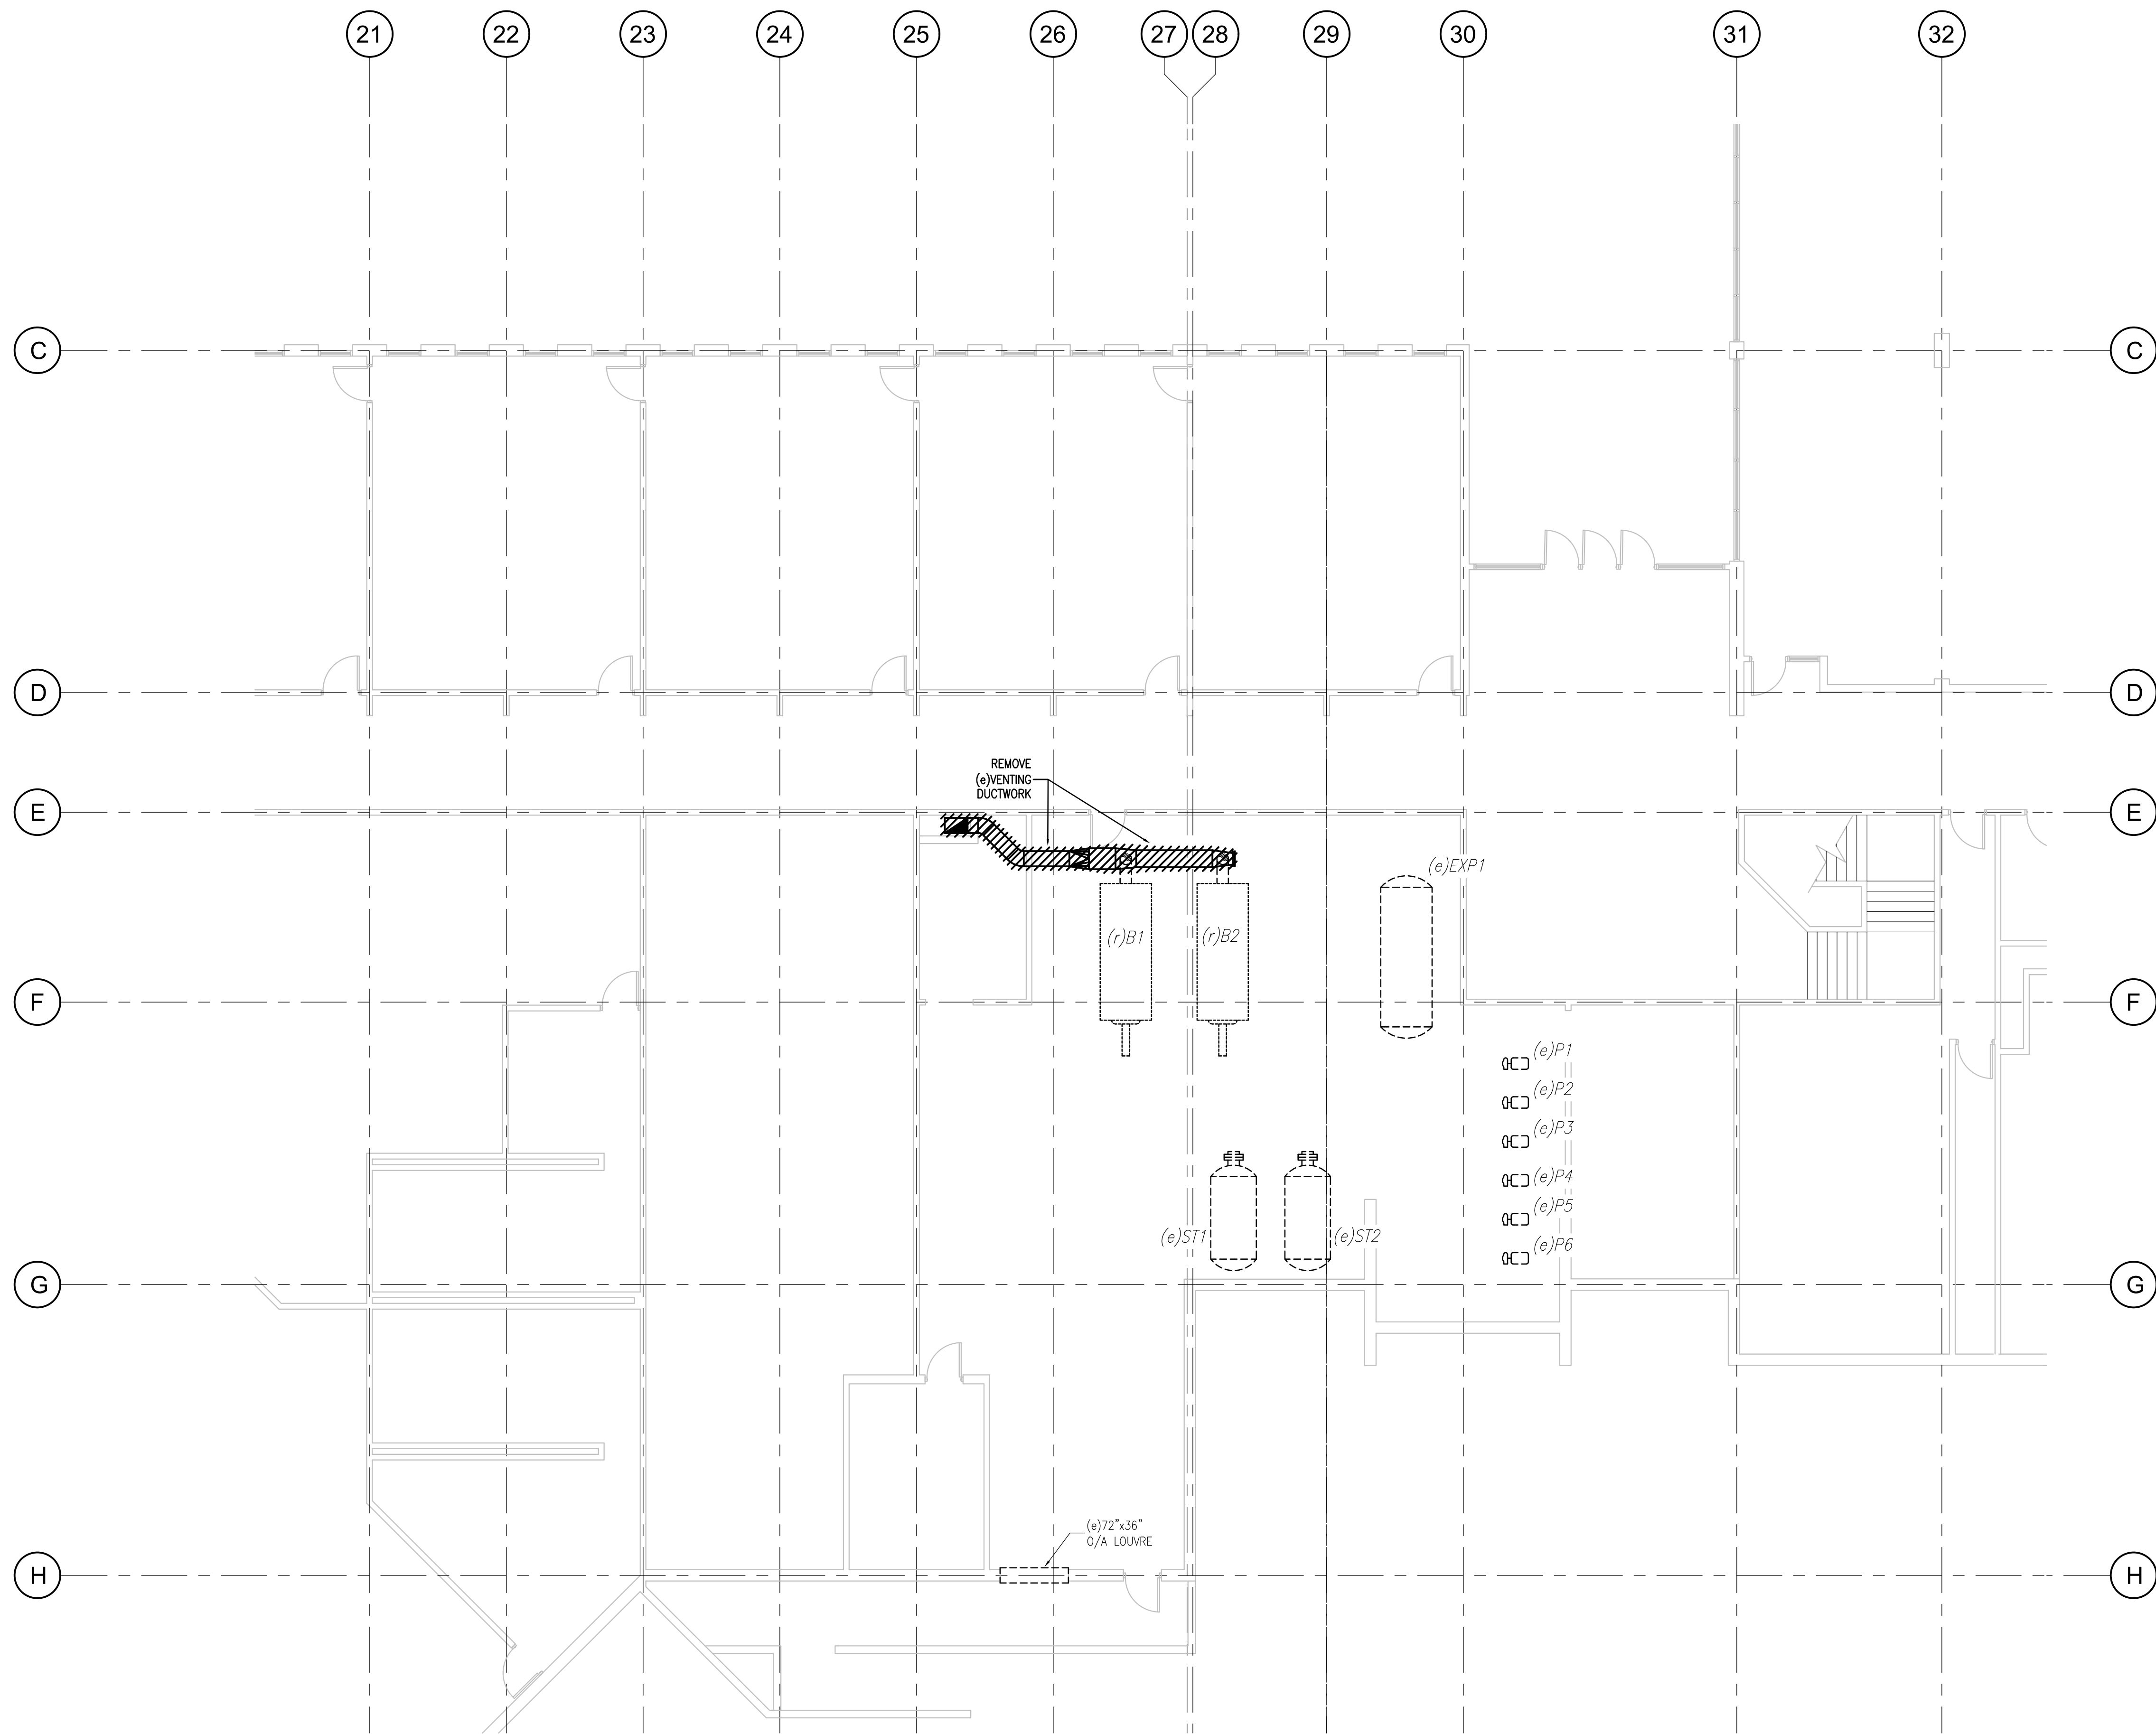 21 22 23 24 25 26 27 28 29 30 31 32
C C
D D
REMOVE
(e)VENTING
DUCTWORK
E E
(e)EXP1
(r)B1 (r)B2
F F
(e)P1
(e)P2
(e)P3
(e)P4
(e)P5
(e)ST1 (e)ST2
(e)P6
G G
(e)72"x36"
O/A LOUVRE
H H